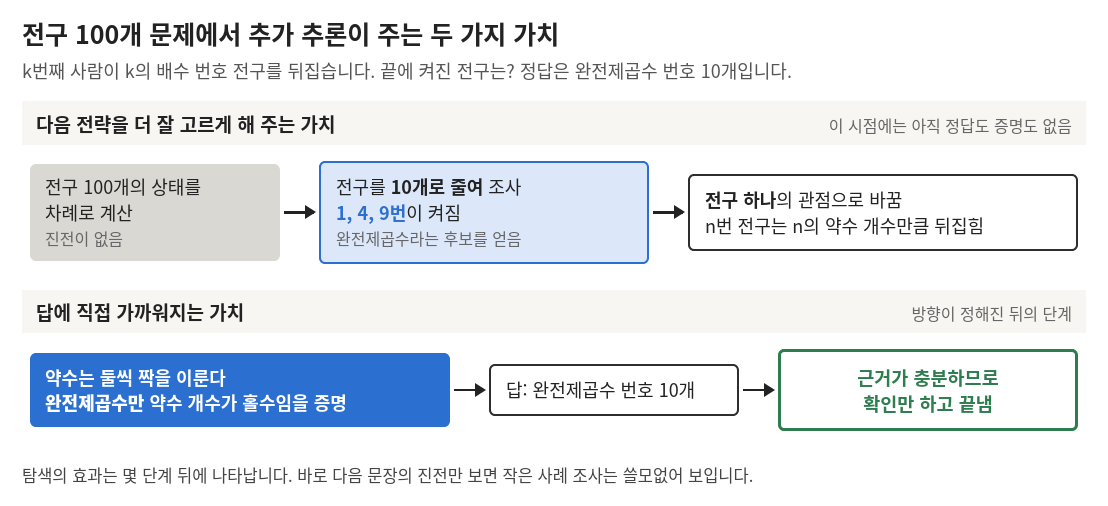 전구 100개 문제에서 추가 추론이 주는 두 가지 가치
k번째 사람이 k의 배수 번호 전구를 뒤집습니다. 끝에 켜진 전구는? 정답은 완전제곱수 번호 10개입니다.
다음 전략을 더 잘 고르게 해 주는 가치
이 시점에는 아직 정답도 증명도 없음
전구 100개의 상태를
차례로 계산
진전이 없음
전구를 10개로 줄여 조사
1, 4, 9번이 켜짐
완전제곱수라는 후보를 얻음
전구 하나의 관점으로 바꿈
n번 전구는 n의 약수 개수만큼 뒤집힘
답에 직접 가까워지는 가치
방향이 정해진 뒤의 단계
약수는 둘씩 짝을 이룬다
완전제곱수만 약수 개수가 홀수임을 증명
답: 완전제곱수 번호 10개
근거가 충분하므로
확인만 하고 끝냄
탐색의 효과는 몇 단계 뒤에 나타납니다. 바로 다음 문장의 진전만 보면 작은 사례 조사는 쓸모없어 보입니다.